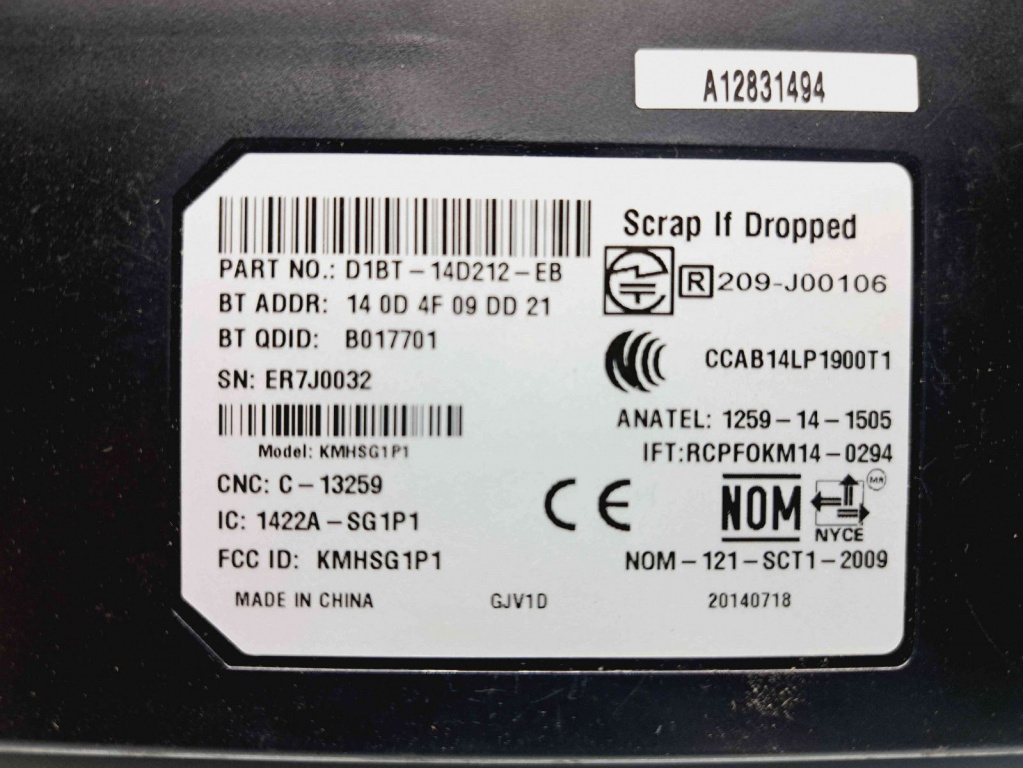 A12831494
Scrap If Dropped
PART NO.: D1BT-14D212-EB
R 209-J00106
BT ADDR: 14 0D 4F 09 DD 21
BT QDID: B017701
CCAB14LP1900T1
SN: ER7J0032
ANATEL: 1259-14-1505
Model: KMHSG1P1
IFT:RCPFOKM14-0294
CNC: C-13259
CE
NOM
MR
NYCE
IC: 1422A-SG1P1
FCC ID: KMHSG1P1
NOM-121-SCT1-2009
MADE IN CHINA
GJV1D
20140718